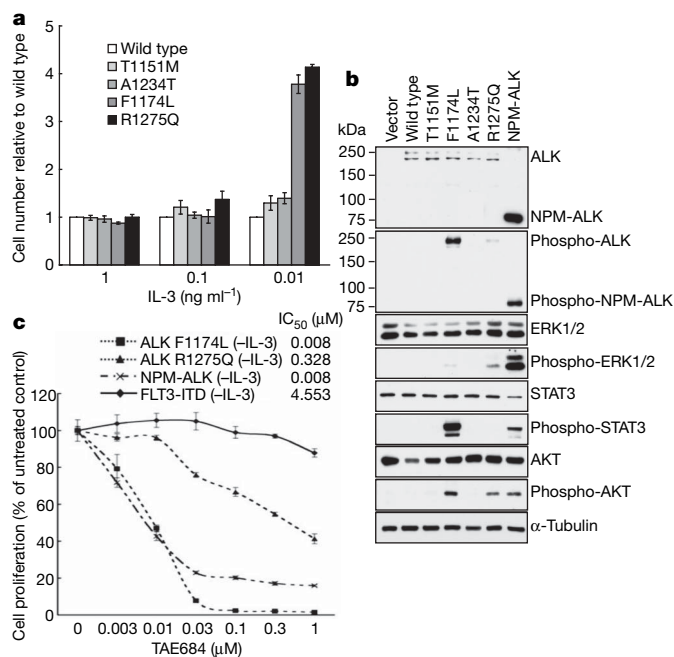 a
5
4
3
2
1
0
Cell number relative to wild type
Wild type
T1151M
A1234T
F1174L
R1275Q
1
0.1
0.01
IL-3 (ng ml⁻¹)
b
kDa
Vector
Wild type
T1151M
F1174L
A1234T
R1275Q
NPM-ALK
250
150
100
75
ALK
NPM-ALK
250
150
100
75
Phospho-ALK
Phospho-NPM-ALK
ERK1/2
Phospho-ERK1/2
STAT3
Phospho-STAT3
AKT
Phospho-AKT
α-Tubulin
c
IC₅₀ (μM)
ALK F1174L (–IL-3) 0.008
ALK R1275Q (–IL-3) 0.328
NPM-ALK (–IL-3) 0.008
FLT3-ITD (–IL-3) 4.553
120
100
80
60
40
20
0
Cell proliferation (% of untreated control)
0 0.003 0.01 0.03 0.1 0.3 1
TAE684 (μM)